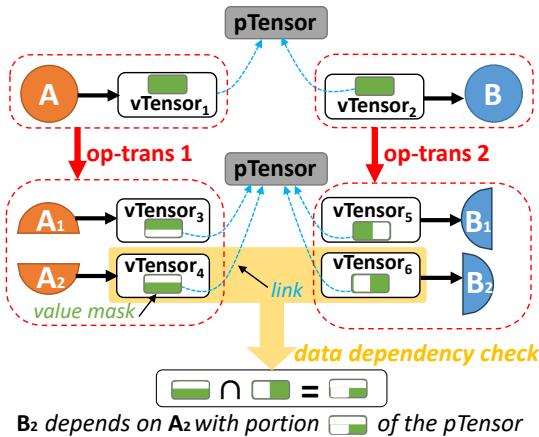 pTensor
A
vTensor1
vTensor2
B
op-trans 1
pTensor
op-trans 2
A1
vTensor3
vTensor5
B1
A2
vTensor4
vTensor6
B2
value mask
link
data dependency check
∩ =
B2 depends on A2 with portion of the pTensor